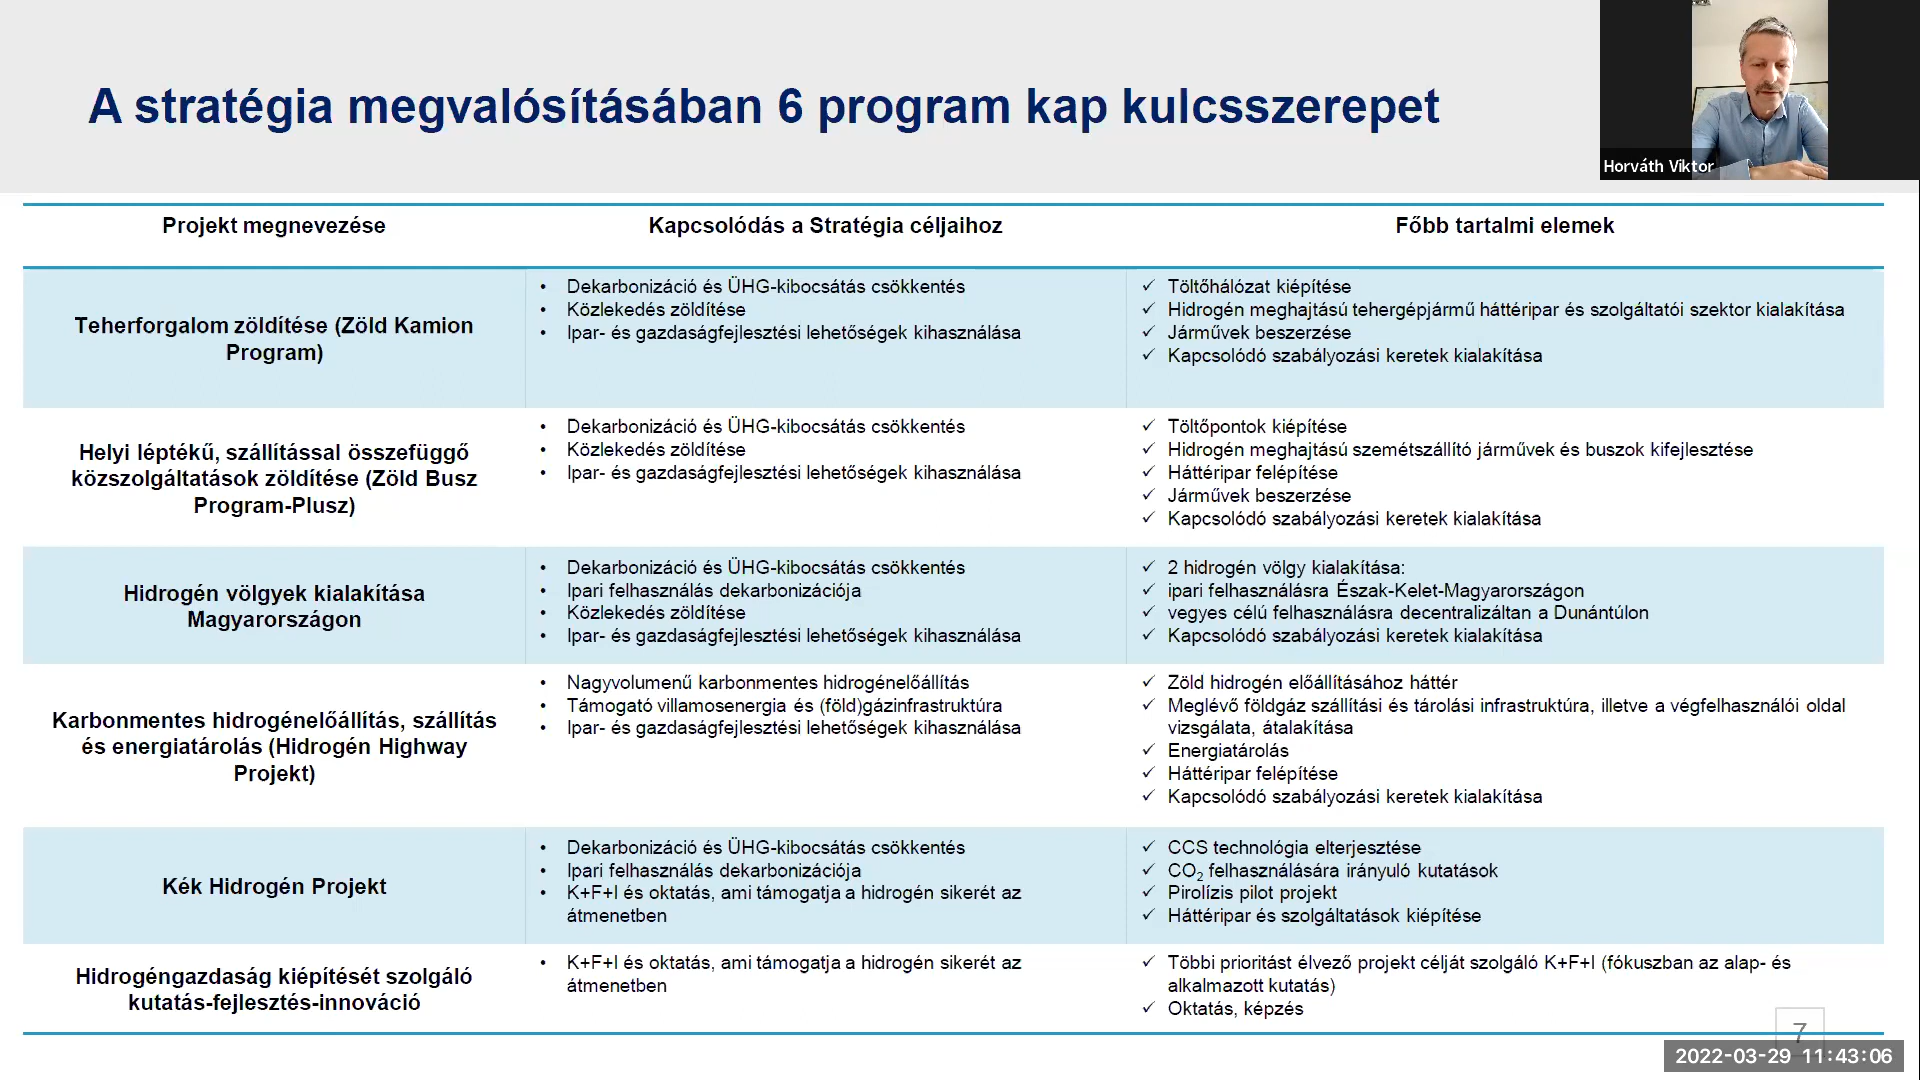 A stratégia megvalósításában 6 program kap kulcsszerepet
Horváth Viktor
Projekt megnevezése
Kapcsolódás a Stratégia céljaihoz
Főbb tartalmi elemek
Teherforgalom zöldítése (Zöld Kamion
Program)
• Dekarbonizáció és ÜHG-kibocsátás csökkentés
• Közlekedés zöldítése
• Ipar- és gazdaságfejlesztési lehetőségek kihasználása
✓ Töltőhálózat kiépítése
✓ Hidrogén meghajtású tehergépjármű háttéripar és szolgáltatói szektor kialakítása
✓ Járművek beszerzése
✓ Kapcsolódó szabályozási keretek kialakítása
Helyi léptékű, szállítással összefüggő
közszolgáltatások zöldítése (Zöld Busz
Program-Plusz)
• Dekarbonizáció és ÜHG-kibocsátás csökkentés
• Közlekedés zöldítése
• Ipar- és gazdaságfejlesztési lehetőségek kihasználása
✓ Töltőpontok kiépítése
✓ Hidrogén meghajtású szemétszállító járművek és buszok kifejlesztése
✓ Háttéripar felépítése
✓ Járművek beszerzése
✓ Kapcsolódó szabályozási keretek kialakítása
Hidrogén völgyek kialakítása
Magyarországon
• Dekarbonizáció és ÜHG-kibocsátás csökkentés
• Ipari felhasználás dekarbonizációja
• Közlekedés zöldítése
• Ipar- és gazdaságfejlesztési lehetőségek kihasználása
✓ 2 hidrogén völgy kialakítása:
✓ ipari felhasználásra Észak-Kelet-Magyarországon
✓ vegyes célú felhasználásra decentralizáltan a Dunántúlon
✓ Kapcsolódó szabályozási keretek kialakítása
Karbonmentes hidrogénelőállítás, szállítás
és energiatárolás (Hidrogén Highway
Projekt)
• Nagyvolumenű karbonmentes hidrogénelőállítás
• Támogató villamosenergia és (föld)gázinfrastruktúra
• Ipar- és gazdaságfejlesztési lehetőségek kihasználása
✓ Zöld hidrogén előállításához háttér
✓ Meglévő földgáz szállítási és tárolási infrastruktúra, illetve a végfelhasználói oldal
vizsgálata, átalakítása
✓ Energiatárolás
✓ Háttéripar felépítése
✓ Kapcsolódó szabályozási keretek kialakítása
Kék Hidrogén Projekt
• Dekarbonizáció és ÜHG-kibocsátás csökkentés
• Ipari felhasználás dekarbonizációja
• K+F+I és oktatás, ami támogatja a hidrogén sikerét az
átmenetben
✓ CCS technológia elterjesztése
✓ CO₂ felhasználására irányuló kutatások
✓ Pirolízis pilot projekt
✓ Háttéripar és szolgáltatások kiépítése
Hidrogéngazdaság kiépítését szolgáló
kutatás-fejlesztés-innováció
• K+F+I és oktatás, ami támogatja a hidrogén sikerét az
átmenetben
✓ Többi prioritást élvező projekt célját szolgáló K+F+I (fókuszban az alap- és
alkalmazott kutatás)
✓ Oktatás, képzés
7
2022-03-29 11:43:06